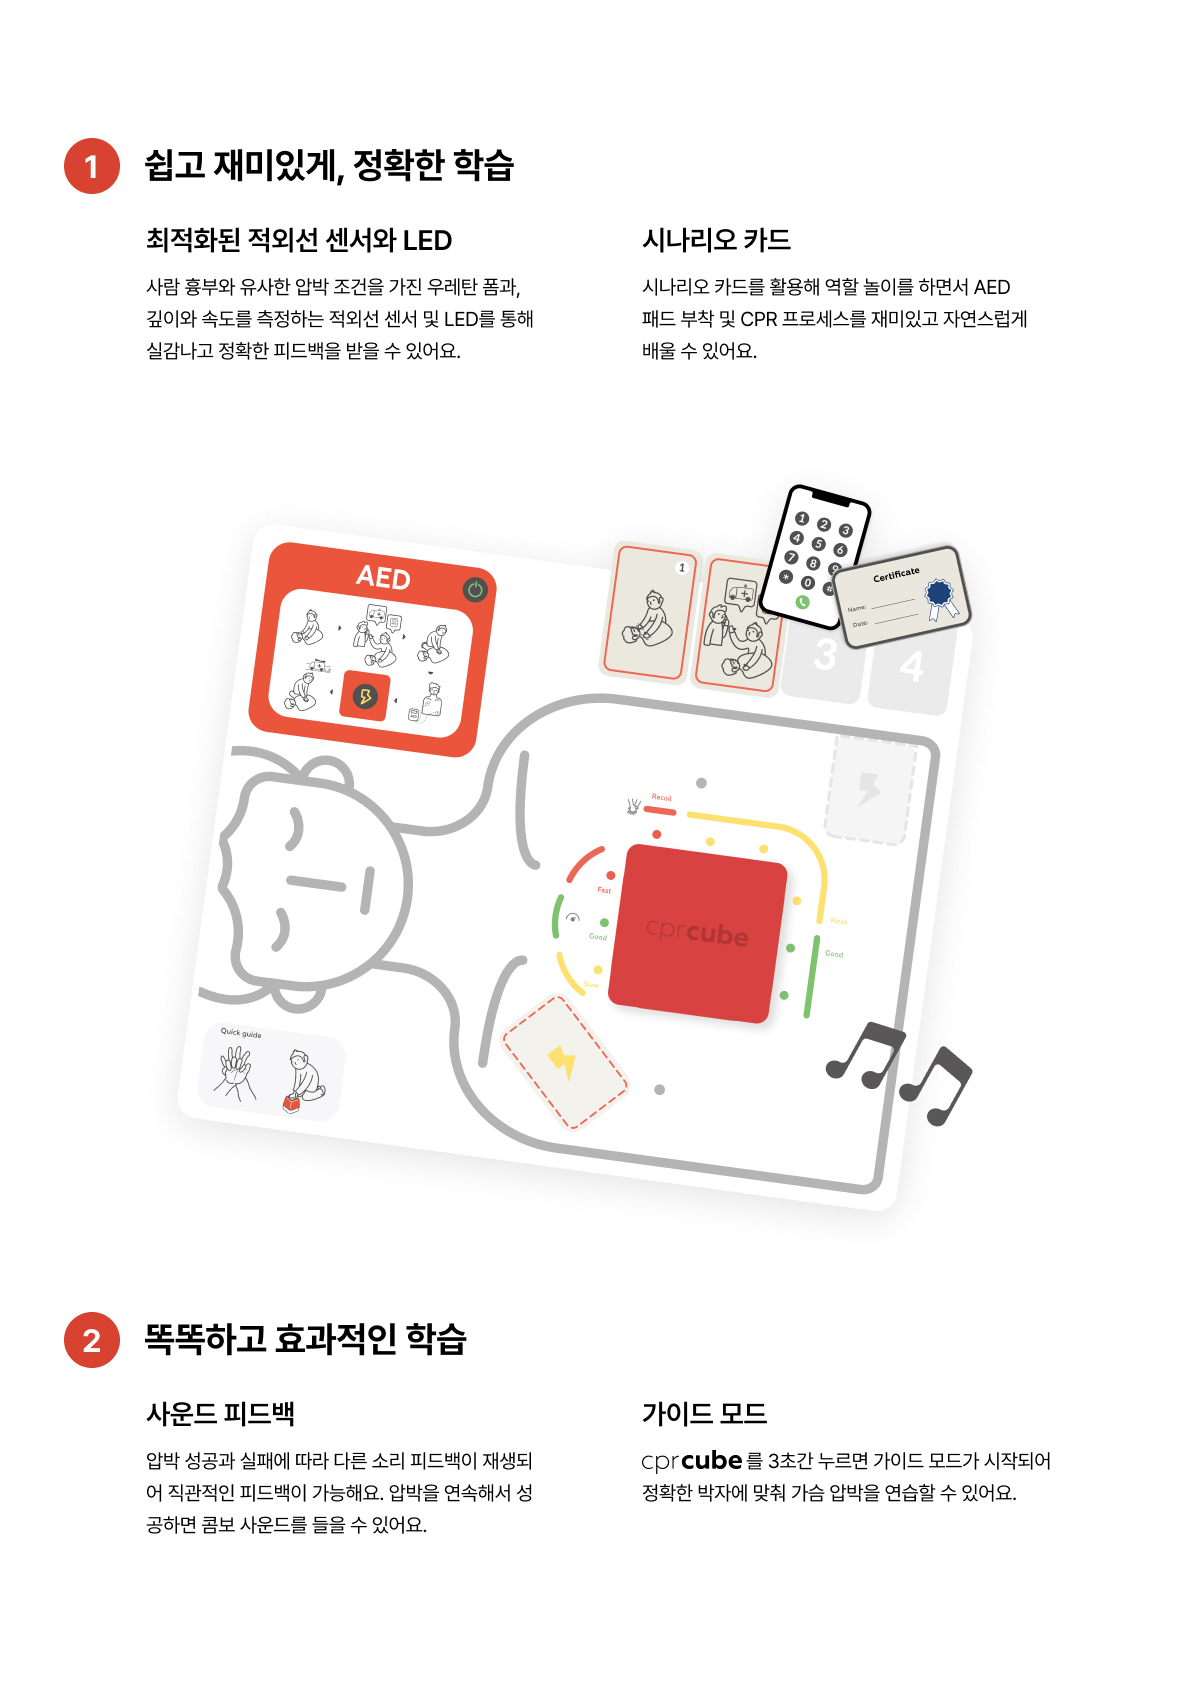 1 쉽고 재미있게, 정확한 학습
최적화된 적외선 센서와 LED
사람 흉부와 유사한 압박 조건을 가진 우레탄 폼과,
깊이와 속도를 측정하는 적외선 센서 및 LED를 통해
실감나고 정확한 피드백을 받을 수 있어요.
시나리오 카드
시나리오 카드를 활용해 역할 놀이를 하면서 AED
패드 부착 및 CPR 프로세스를 재미있고 자연스럽게
배울 수 있어요.
AED
1
1 2 3
4 5 6
7 8 9
* 0 #
Certificate
Name:
Date:
3
4
Recoil
Fast
Good
Slow
cprcube
Weak
Good
Quick guide
2 똑똑하고 효과적인 학습
사운드 피드백
압박 성공과 실패에 따라 다른 소리 피드백이 재생되
어 직관적인 피드백이 가능해요. 압박을 연속해서 성
공하면 콤보 사운드를 들을 수 있어요.
가이드 모드
cprcube 를 3초간 누르면 가이드 모드가 시작되어
정확한 박자에 맞춰 가슴 압박을 연습할 수 있어요.